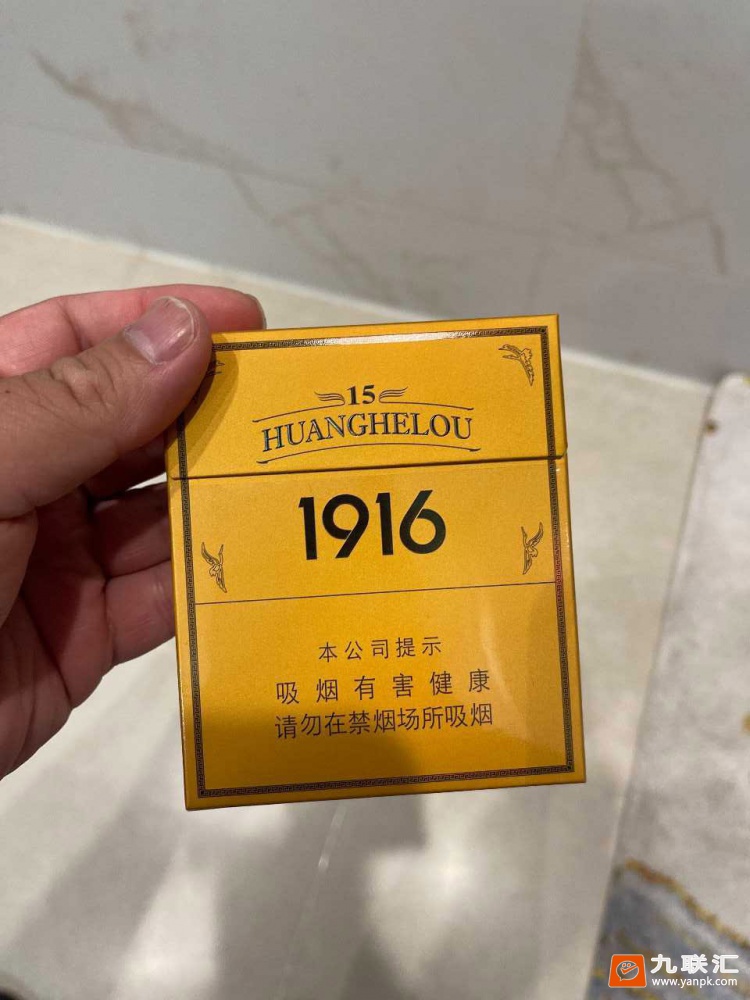 15
HUANGHELOU
1916
本公司提示
吸烟有害健康
请勿在禁烟场所吸烟
九联汇
www.yanpk.com